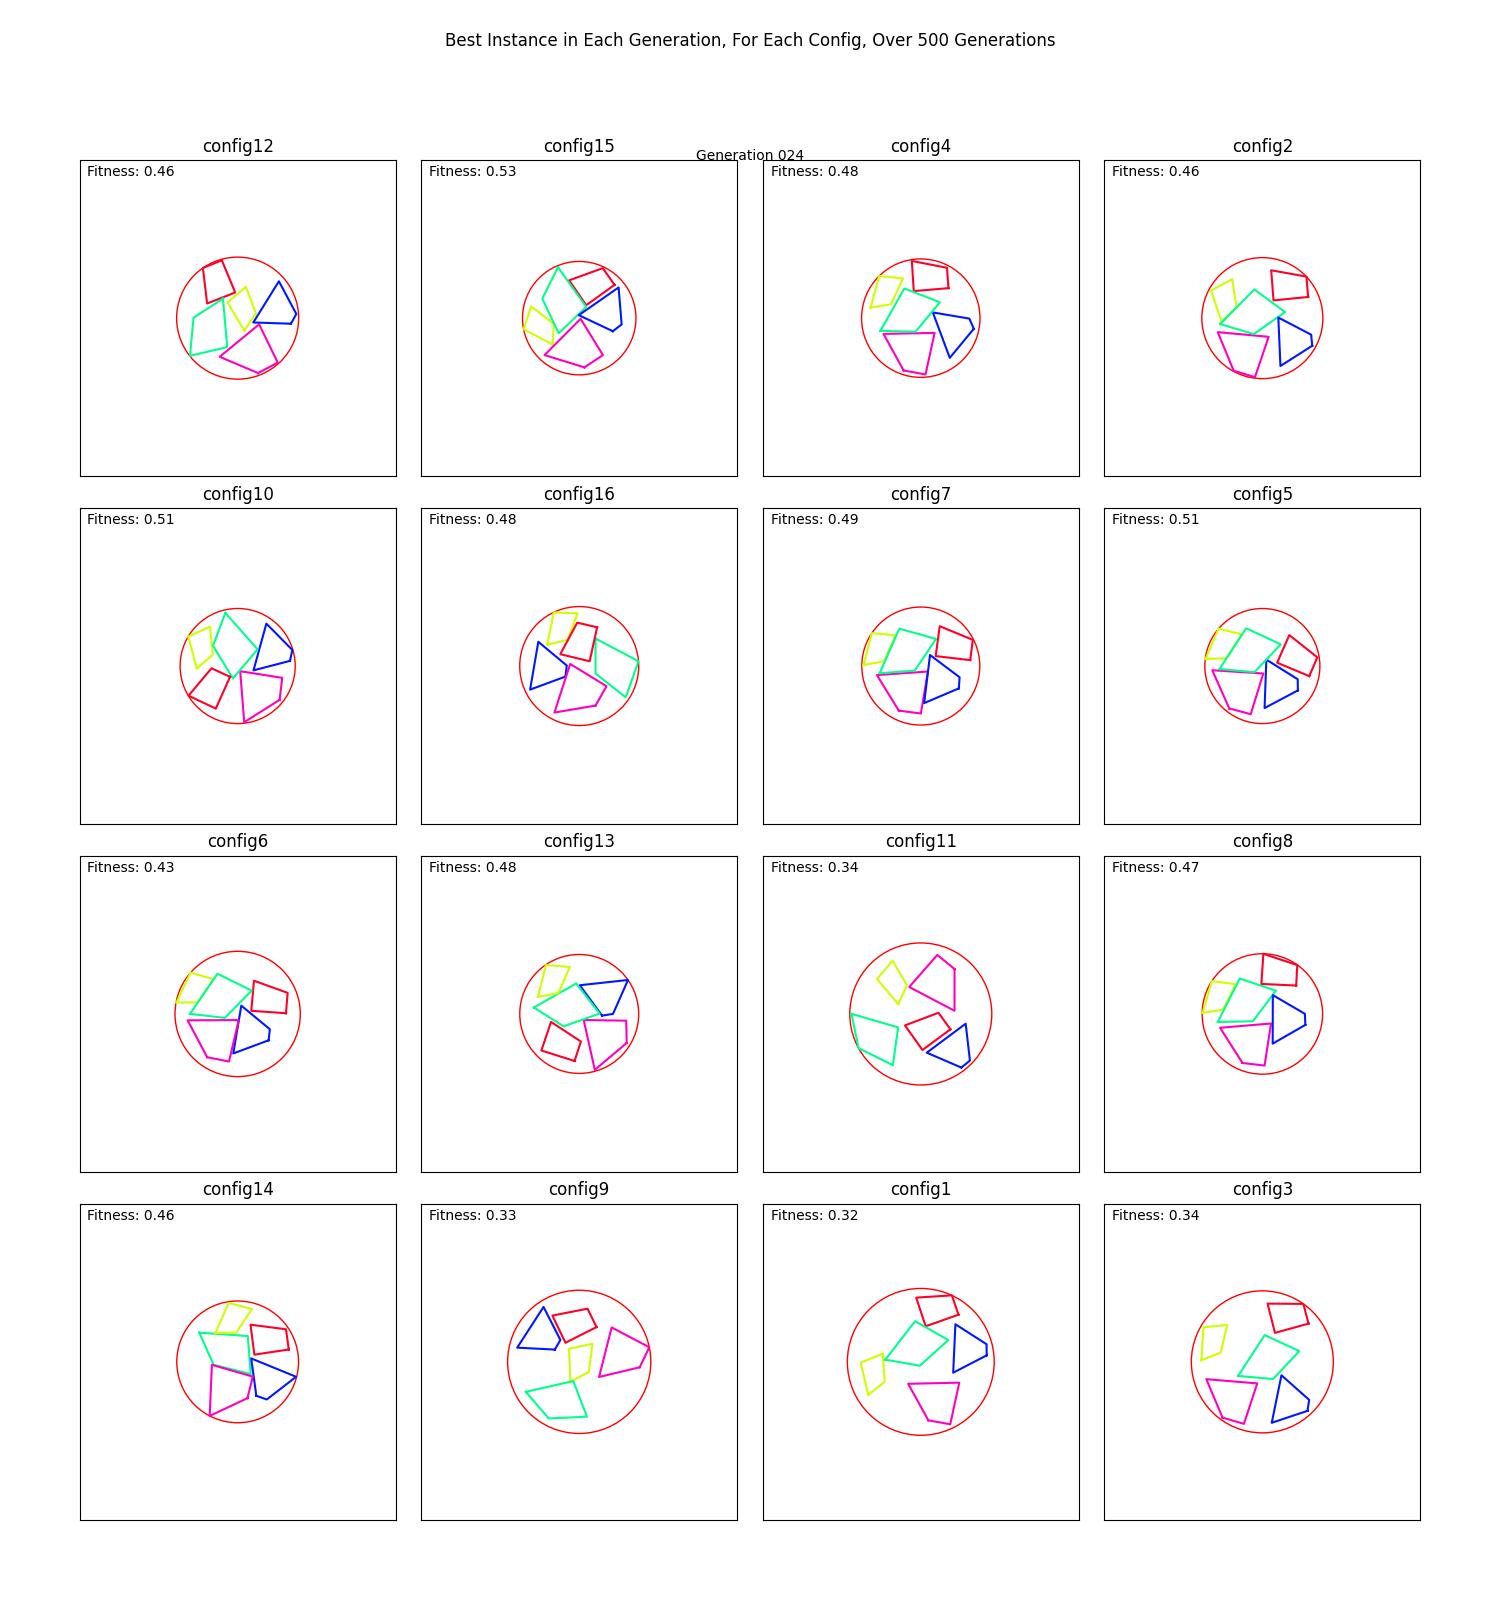 Best Instance in Each Generation, For Each Config, Over 500 Generations
Generation 024
config12
config15
config4
config2
Fitness: 0.46
Fitness: 0.53
Fitness: 0.48
Fitness: 0.46
config10
config16
config7
config5
Fitness: 0.51
Fitness: 0.48
Fitness: 0.49
Fitness: 0.51
config6
config13
config11
config8
Fitness: 0.43
Fitness: 0.48
Fitness: 0.34
Fitness: 0.47
config14
config9
config1
config3
Fitness: 0.46
Fitness: 0.33
Fitness: 0.32
Fitness: 0.34